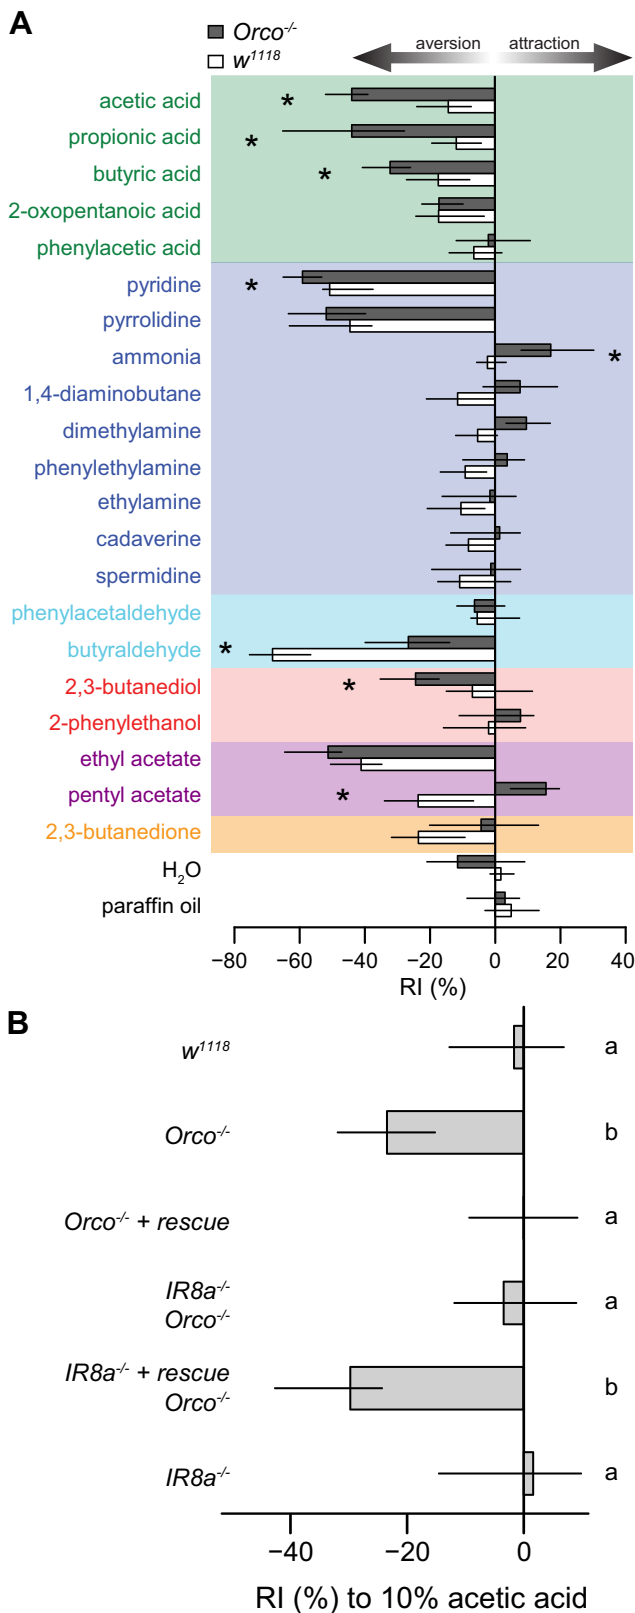 A
Orco-/-
w1118
aversion
attraction
acetic acid
*
propionic acid
*
butyric acid
*
2-oxopentanoic acid
phenylacetic acid
pyridine
*
pyrrolidine
ammonia
*
1,4-diaminobutane
dimethylamine
phenylethylamine
ethylamine
cadaverine
spermidine
phenylacetaldehyde
butyraldehyde
*
2,3-butanediol
*
2-phenylethanol
ethyl acetate
pentyl acetate
*
2,3-butanedione
H2O
paraffin oil
−80 −60 −40 −20 0 20 40
RI (%)
B
w1118 a
Orco-/- b
Orco-/- + rescue a
IR8a-/-
Orco-/- a
IR8a-/- + rescue
Orco-/- b
IR8a-/- a
−40 −20 0
RI (%) to 10% acetic acid